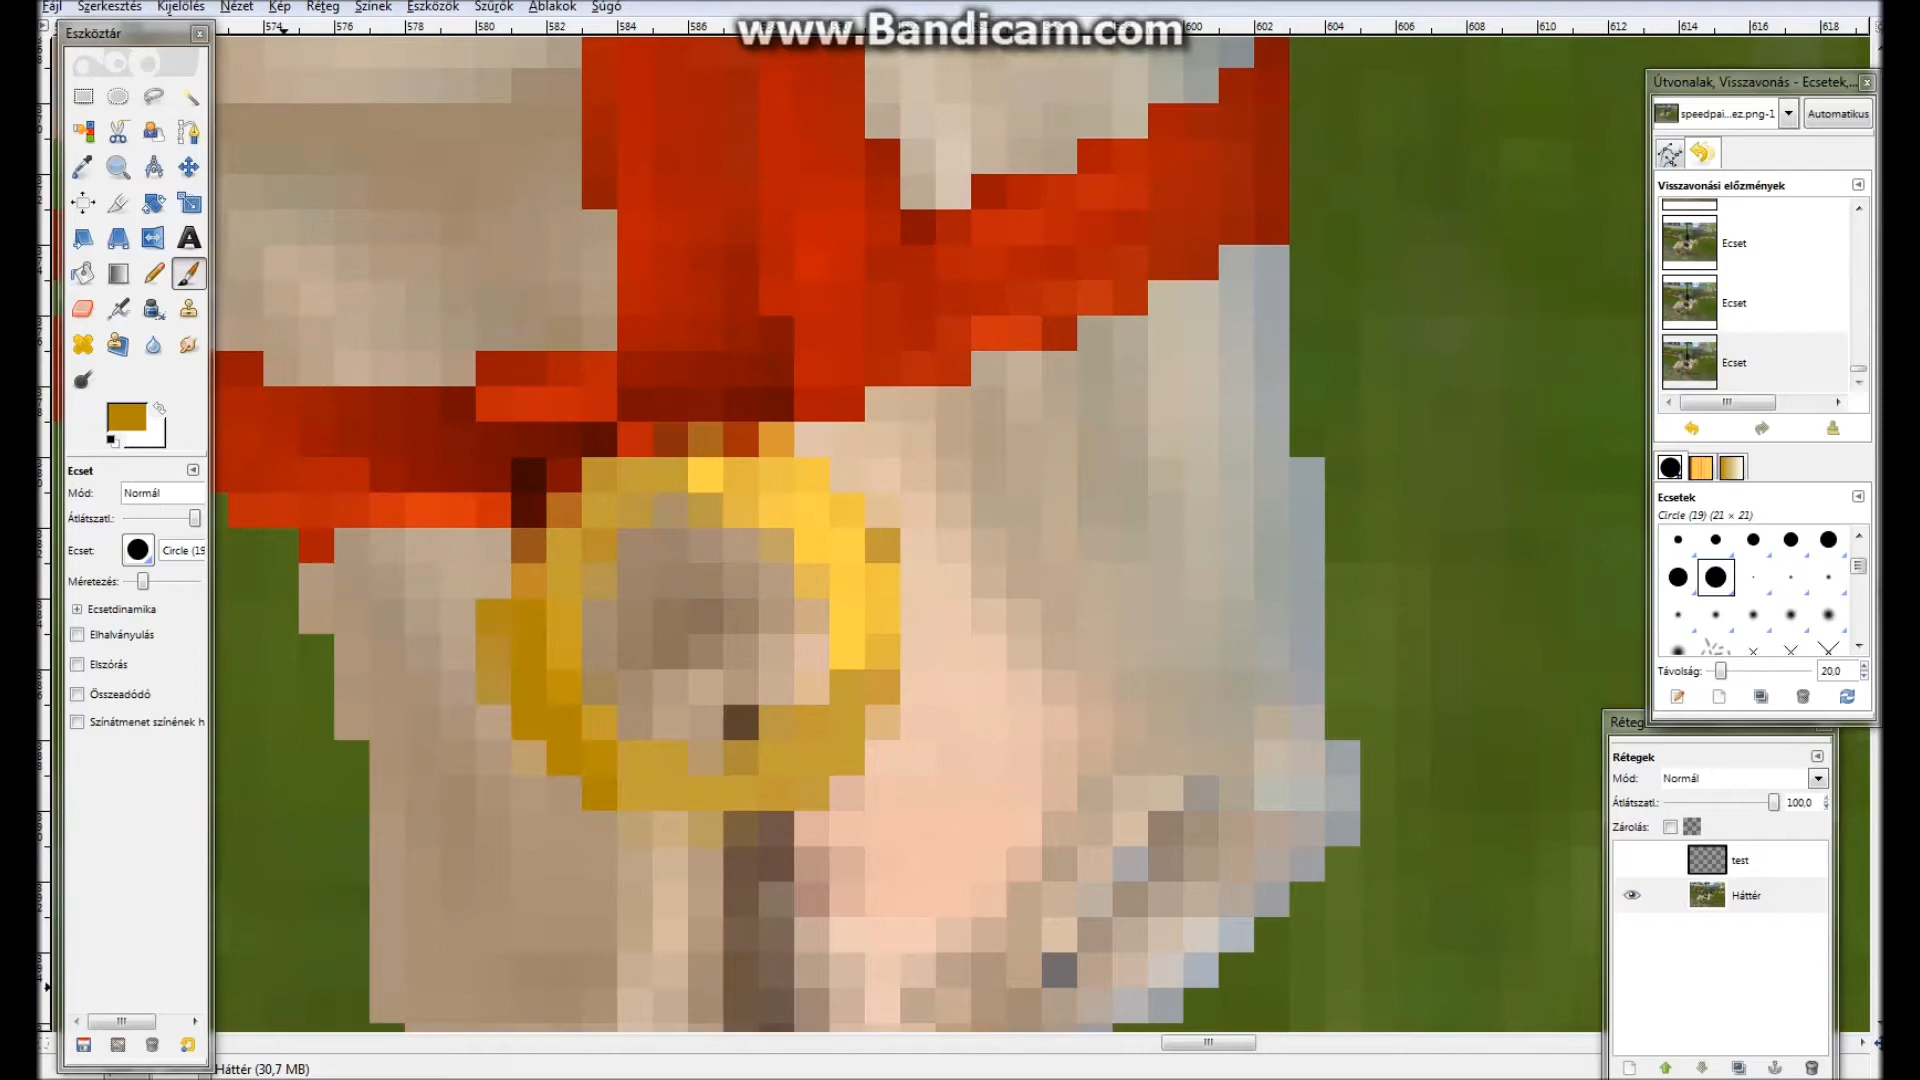 Fájl Szerkesztés Kijelölés Nézet Kép Réteg Színek Eszközök Szűrők Ablakok Súgó
www.Bandicam.com
574 576 578 580 582 584 586 600 602 604 606 608 610 612 614 616 618
Eszköztár
Ecset
Mód: Normál
Átlátszatl.:
Ecset: Circle (19
Méretezés:
Ecsetdinamika
Elhalványulás
Elszórás
Összeadódó
Színátmenet színének h
Háttér (30,7 MB)
Útvonalak, Visszavonás - Ecsetek,...
speedpai...ez.png-1 Automatikus
Visszavonási előzmények
Ecset
Ecset
Ecset
Ecsetek
Circle (19) (21 × 21)
Távolság: 20,0
Réteg
Rétegek
Mód: Normál
Átlátszatl.: 100,0
Zárolás:
test
Háttér